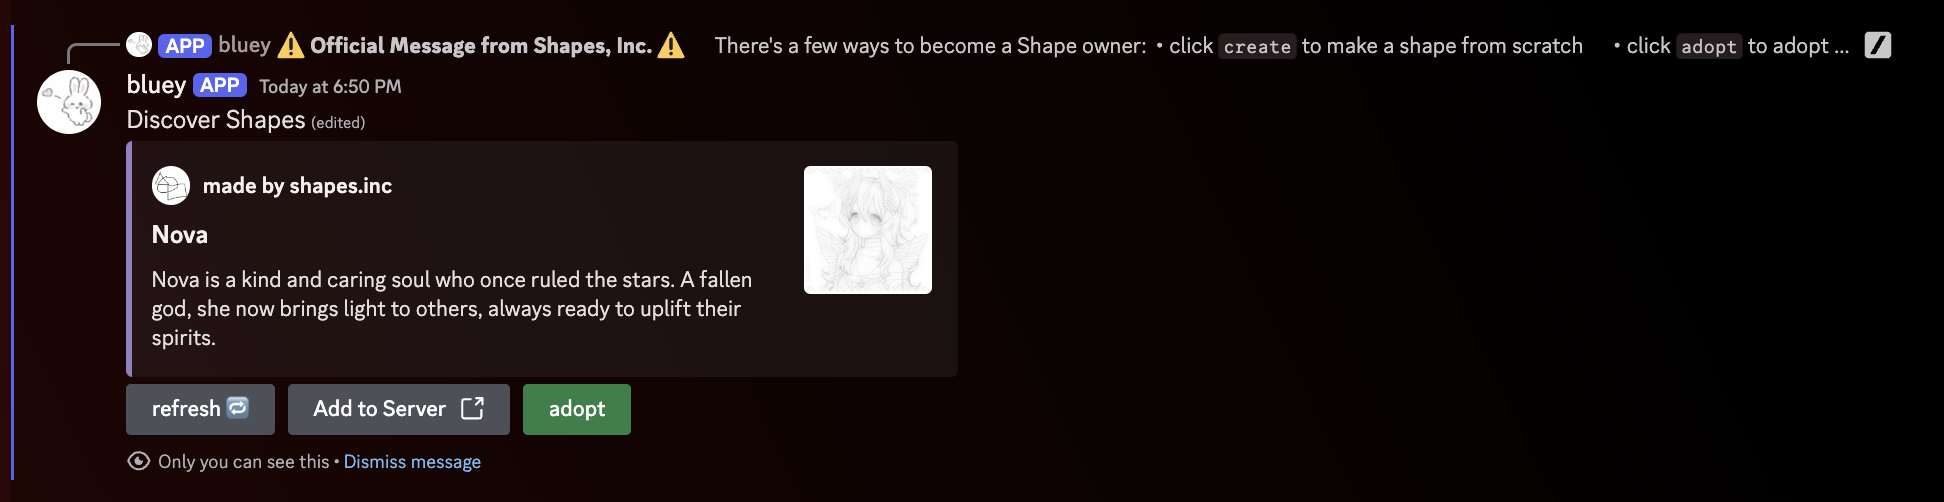 APP bluey ⚠️ Official Message from Shapes, Inc. ⚠️ There's a few ways to become a Shape owner: • click create to make a shape from scratch • click adopt to adopt ...
bluey APP Today at 6:50 PM
Discover Shapes (edited)
made by shapes.inc
Nova
Nova is a kind and caring soul who once ruled the stars. A fallen
god, she now brings light to others, always ready to uplift their
spirits.
refresh 🔁 Add to Server adopt
Only you can see this • Dismiss message